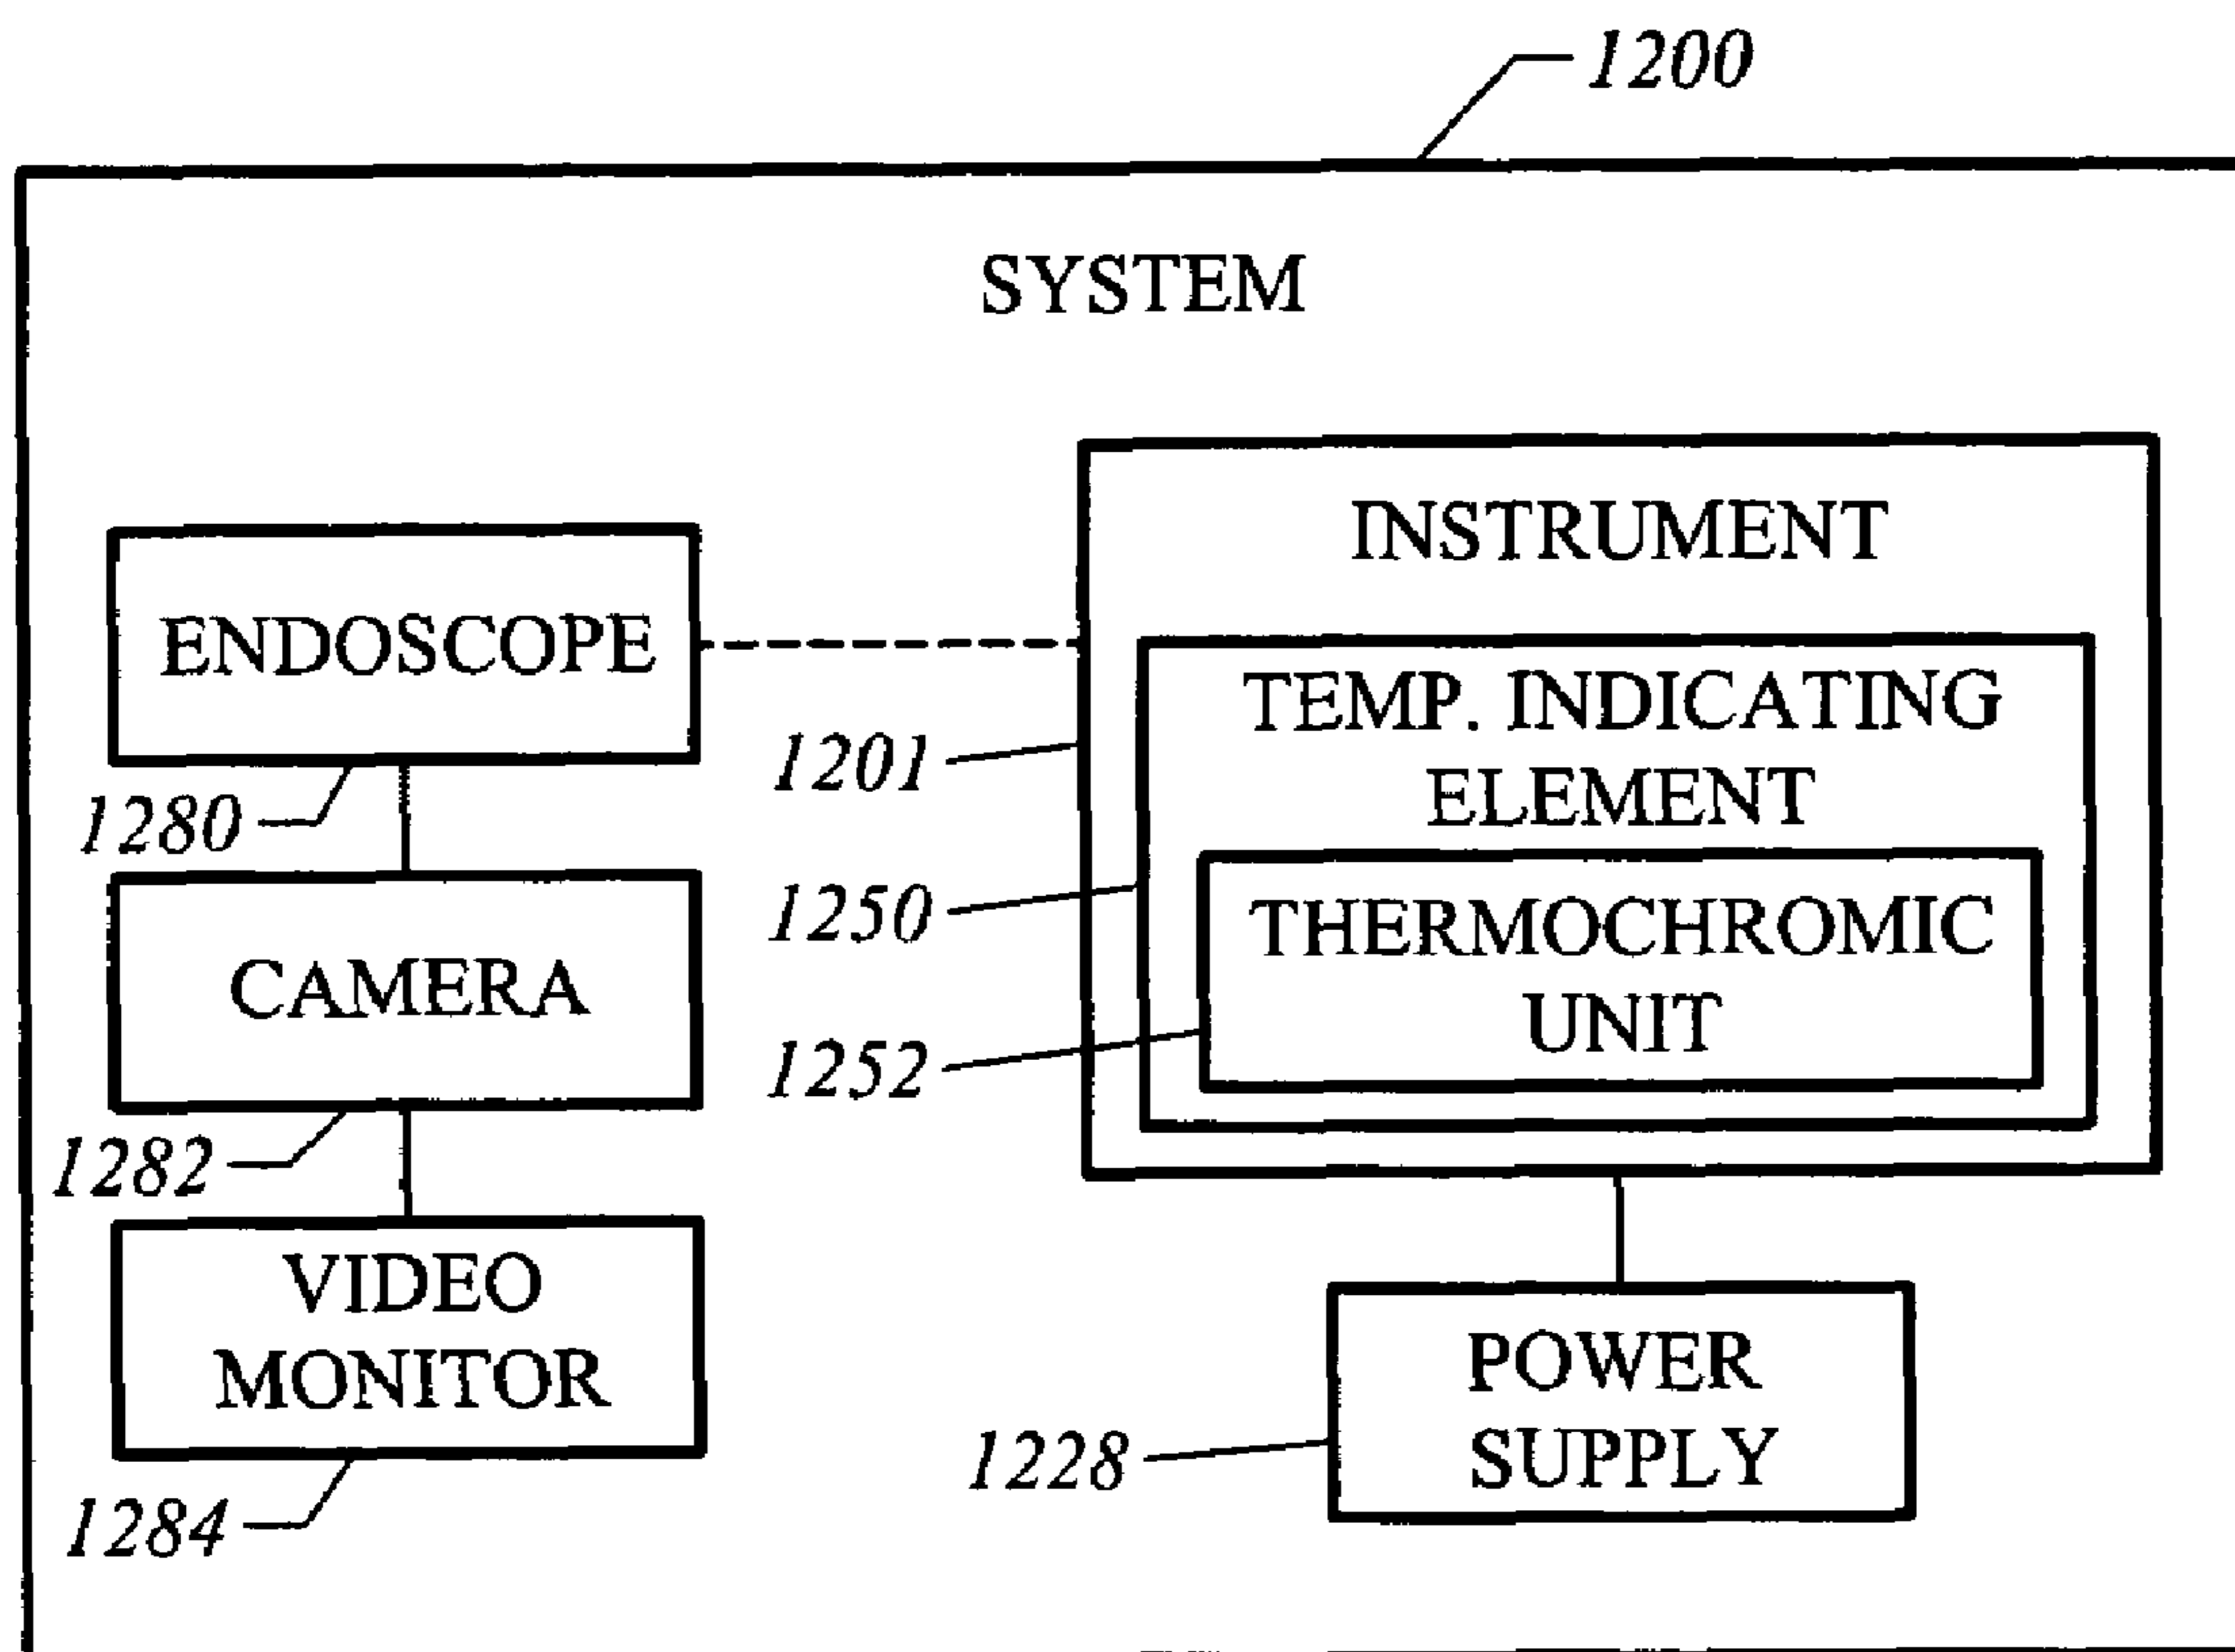 1200
SYSTEM
INSTRUMENT
ENDOSCOPE
TEMP. INDICATING
ELEMENT
1201
1280
1250
THERMOCHROMIC
UNIT
CAMERA
1252
1282
VIDEO
MONITOR
POWER
SUPPLY
1228
1284